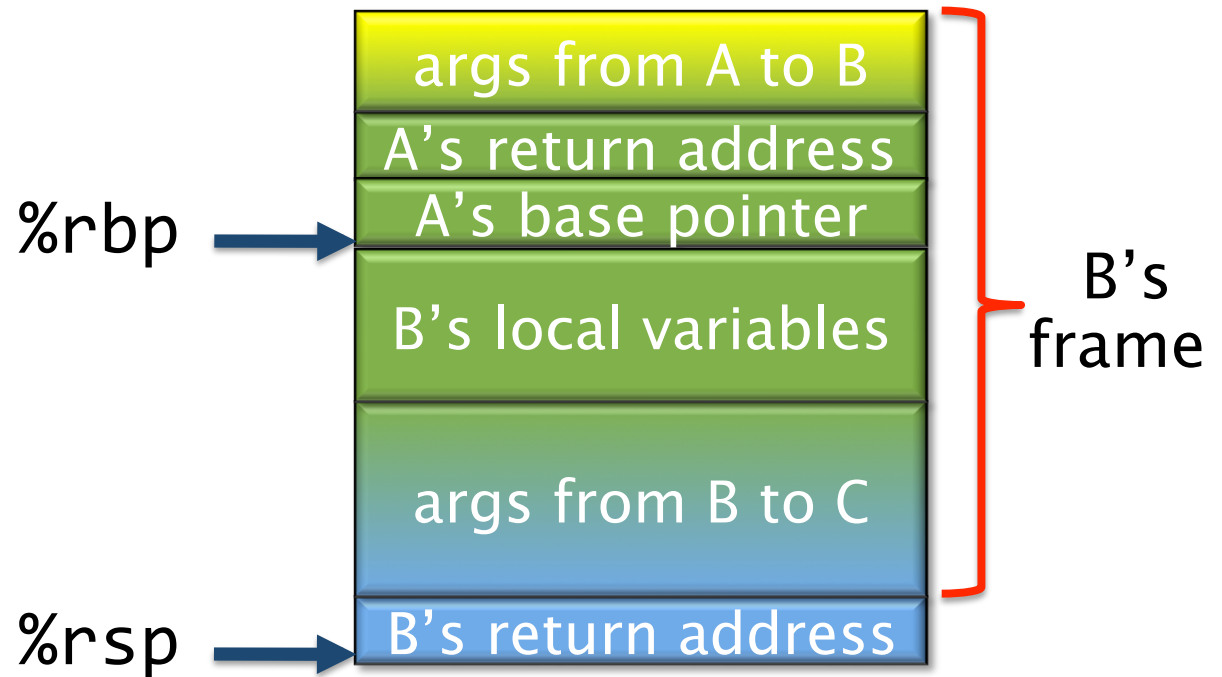 args from A to B
A’s return address
%rbp
A’s base pointer
B’s local variables
B’s
frame
args from B to C
%rsp
B’s return address